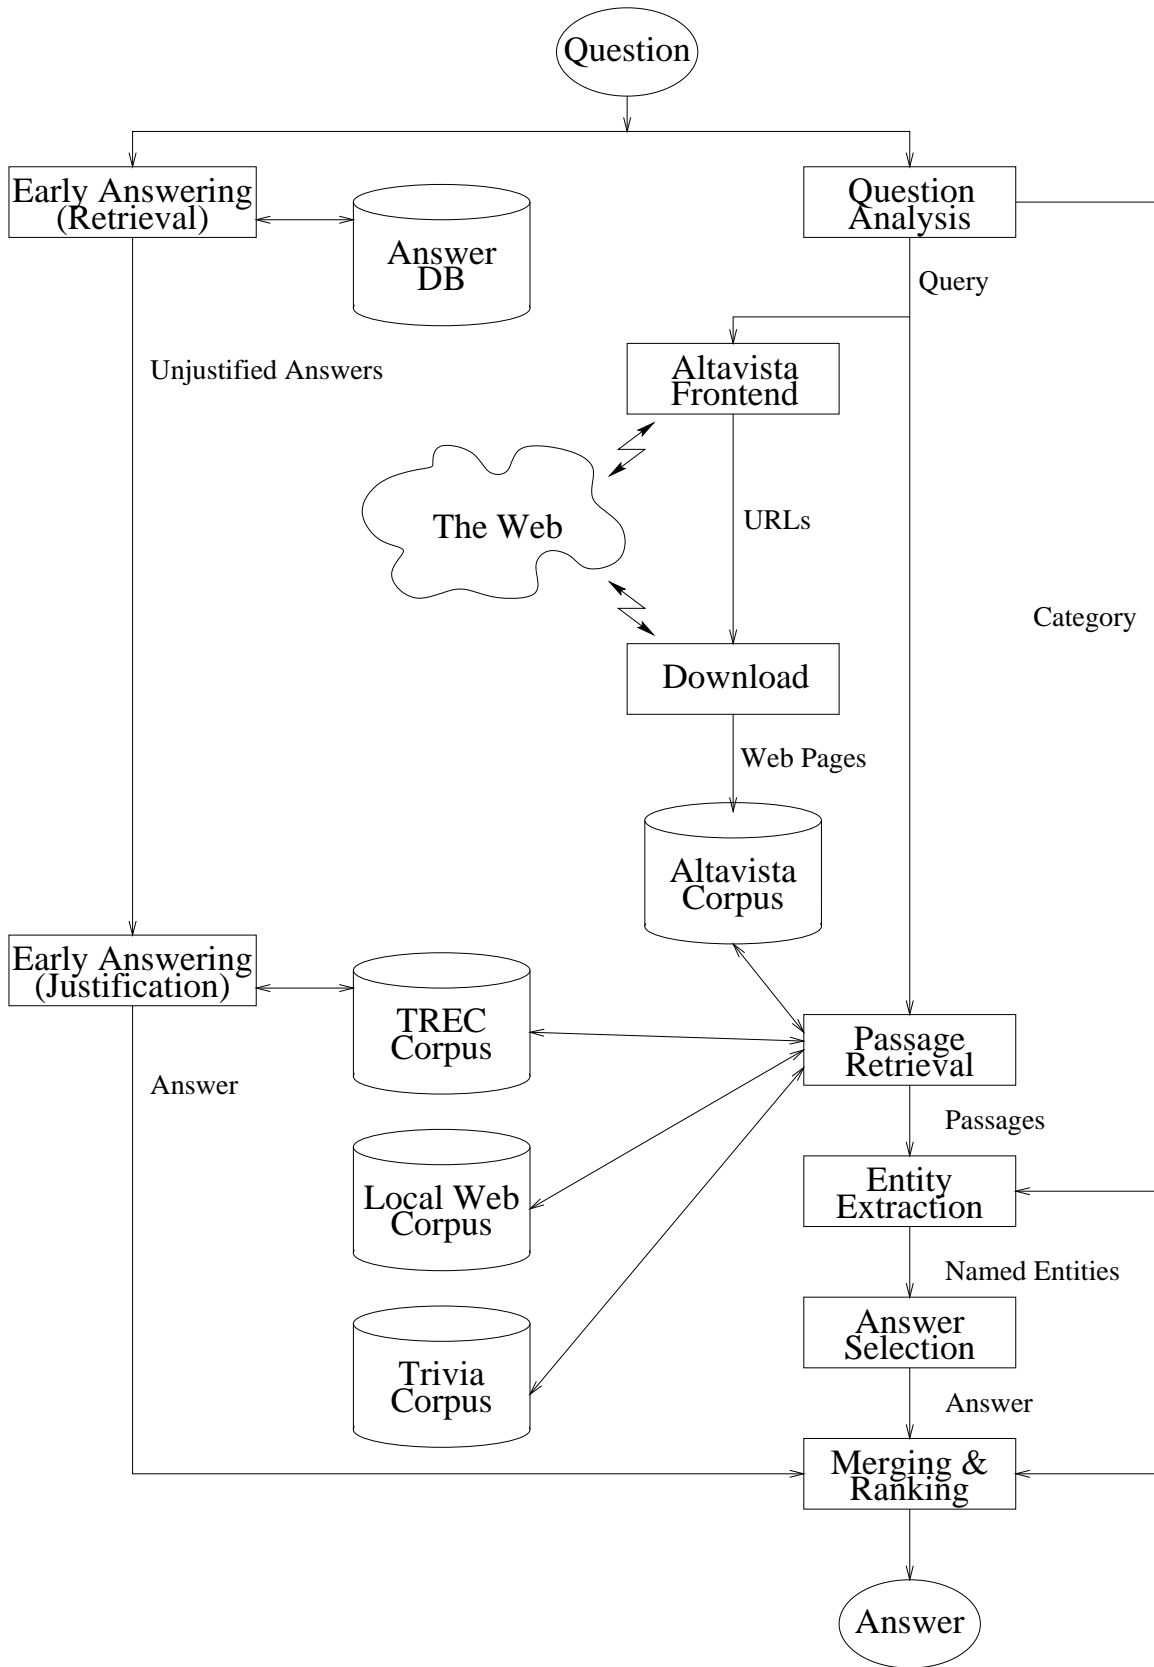 Question
Early Answering
(Retrieval)
Answer
DB
Question
Analysis
Query
Unjustified Answers
Altavista
Frontend
The Web
URLs
Category
Download
Web Pages
Altavista
Corpus
Early Answering
(Justification)
TREC
Corpus
Passage
Retrieval
Answer
Passages
Local Web
Corpus
Entity
Extraction
Named Entities
Trivia
Corpus
Answer
Selection
Answer
Merging &
Ranking
Answer